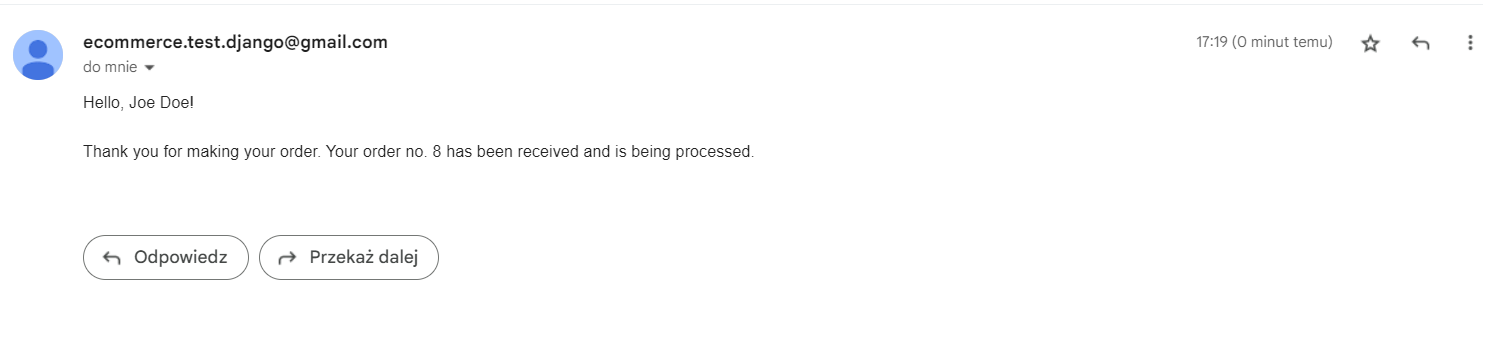 ecommerce.test.django@gmail.com 17:19 (0 minut temu)
do mnie
Hello, Joe Doe!
Thank you for making your order. Your order no. 8 has been received and is being processed.
Odpowiedz Przekaż dalej